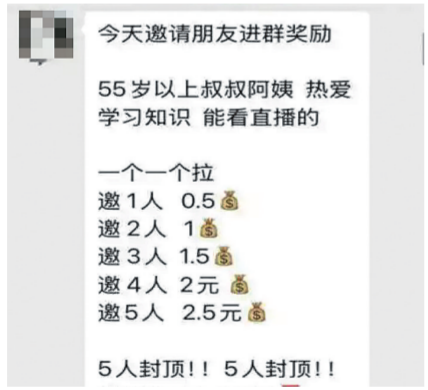 今天邀请朋友进群奖励
55岁以上叔叔阿姨 热爱
学习知识 能看直播的
一个一个拉
邀1人 0.5💰
邀2人 1💰
邀3人 1.5💰
邀4人 2元 💰
邀5人 2.5元💰
5人封顶!! 5人封顶!!